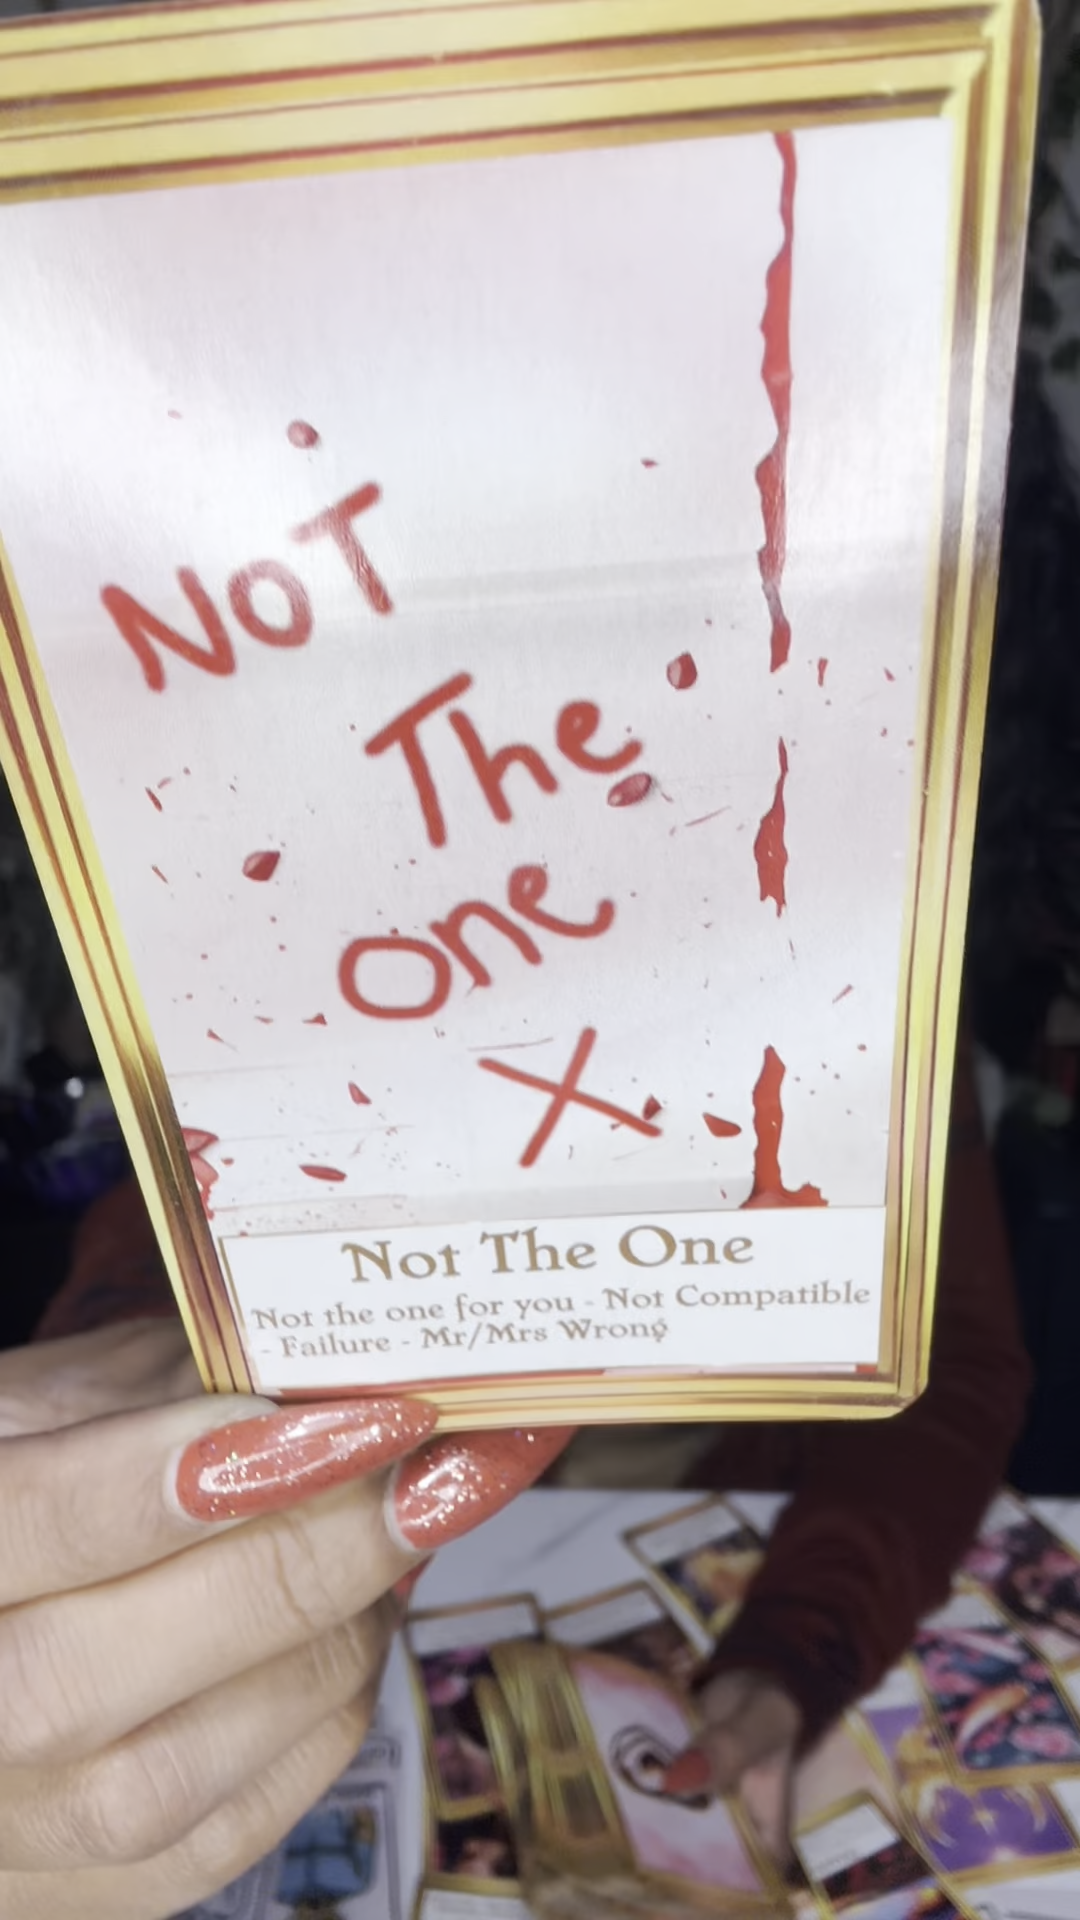 NOT
The
one
X
Not The One
Not the one for you - Not Compatible
- Failure - Mr/Mrs Wrong